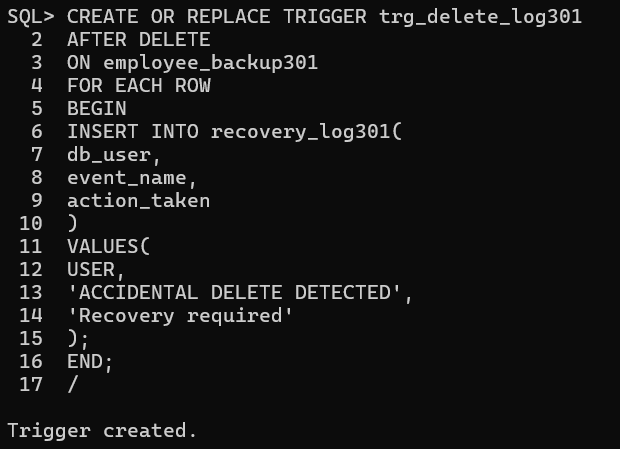 SQL> CREATE OR REPLACE TRIGGER trg_delete_log301
2 AFTER DELETE
3 ON employee_backup301
4 FOR EACH ROW
5 BEGIN
6 INSERT INTO recovery_log301(
7 db_user,
8 event_name,
9 action_taken
10 )
11 VALUES(
12 USER,
13 'ACCIDENTAL DELETE DETECTED',
14 'Recovery required'
15 );
16 END;
17 /
Trigger created.